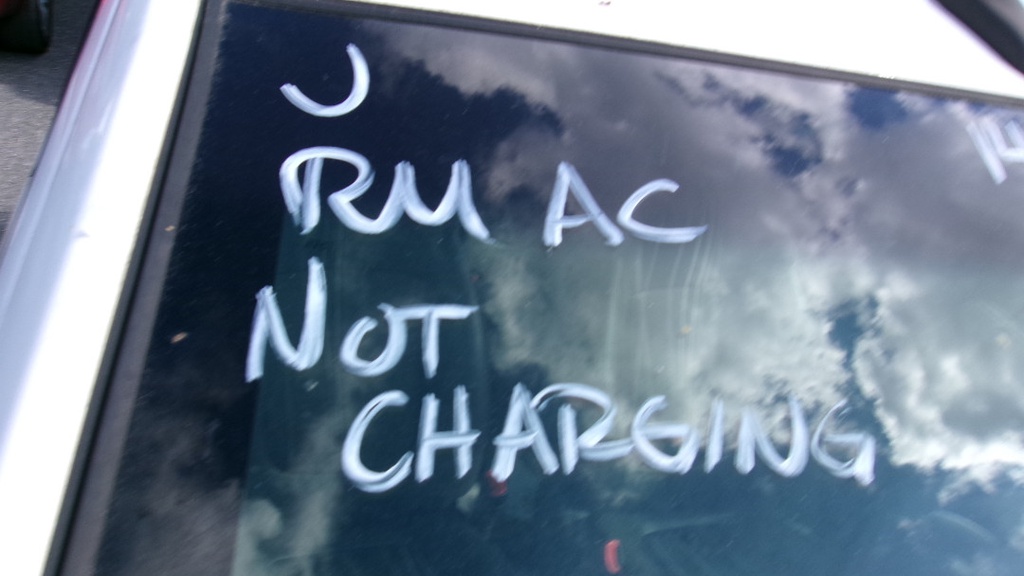 J
RM AC
NOT
CHARGING